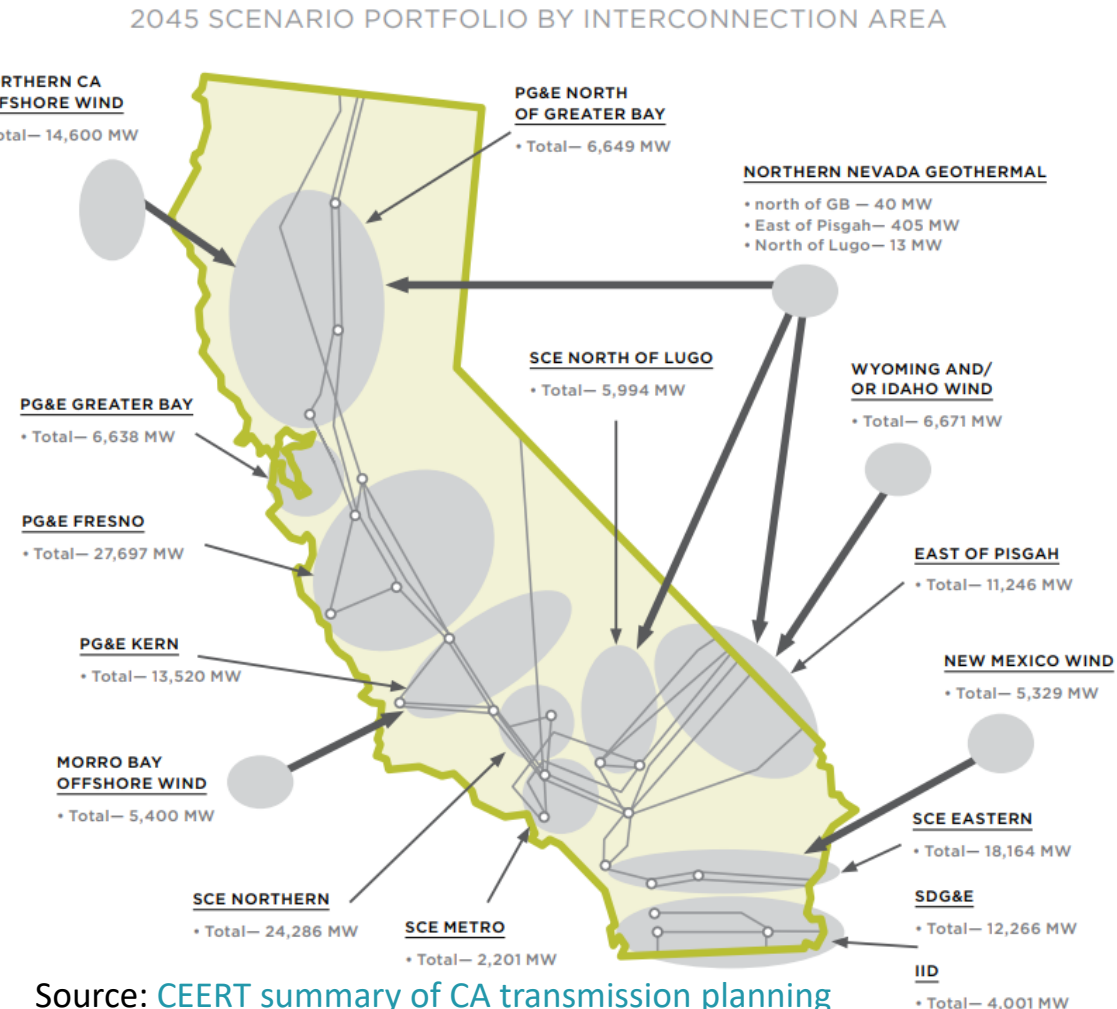 2045 SCENARIO PORTFOLIO BY INTERCONNECTION AREA
RTHERN CA
FSHORE WIND
otal— 14,600 MW
PG&E NORTH
OF GREATER BAY
• Total— 6,649 MW
NORTHERN NEVADA GEOTHERMAL
• north of GB — 40 MW
• East of Pisgah— 405 MW
• North of Lugo— 13 MW
SCE NORTH OF LUGO
• Total— 5,994 MW
WYOMING AND/
OR IDAHO WIND
• Total— 6,671 MW
PG&E GREATER BAY
• Total— 6,638 MW
PG&E FRESNO
• Total— 27,697 MW
EAST OF PISGAH
• Total— 11,246 MW
PG&E KERN
• Total— 13,520 MW
NEW MEXICO WIND
• Total— 5,329 MW
MORRO BAY
OFFSHORE WIND
• Total— 5,400 MW
SCE EASTERN
• Total— 18,164 MW
SCE NORTHERN
• Total— 24,286 MW
SCE METRO
• Total— 2,201 MW
SDG&E
• Total— 12,266 MW
IID
• Total— 4,001 MW
Source: CEERT summary of CA transmission planning